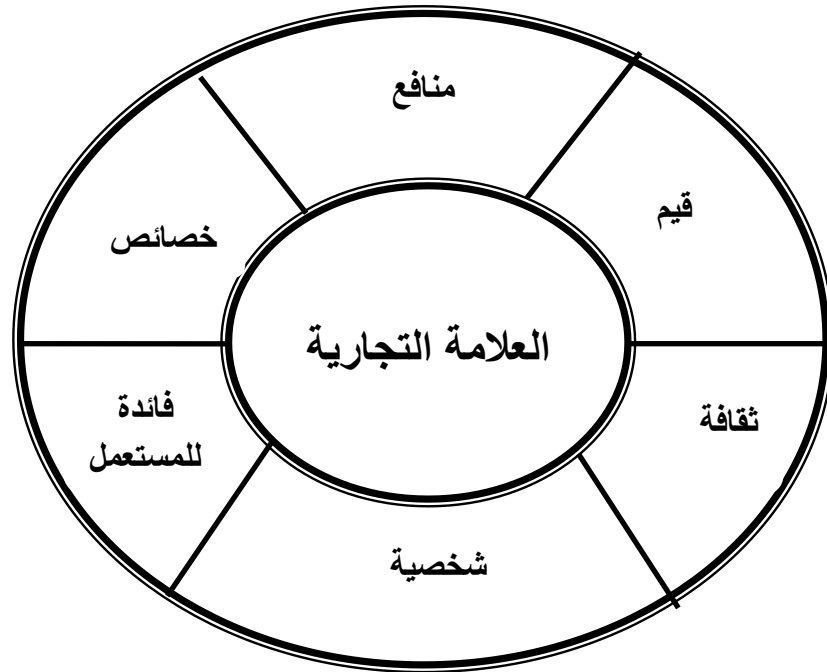 منافع
قيم
خصائص
العلامة التجارية
ثقافة
فائدة
للمستعمل
شخصية